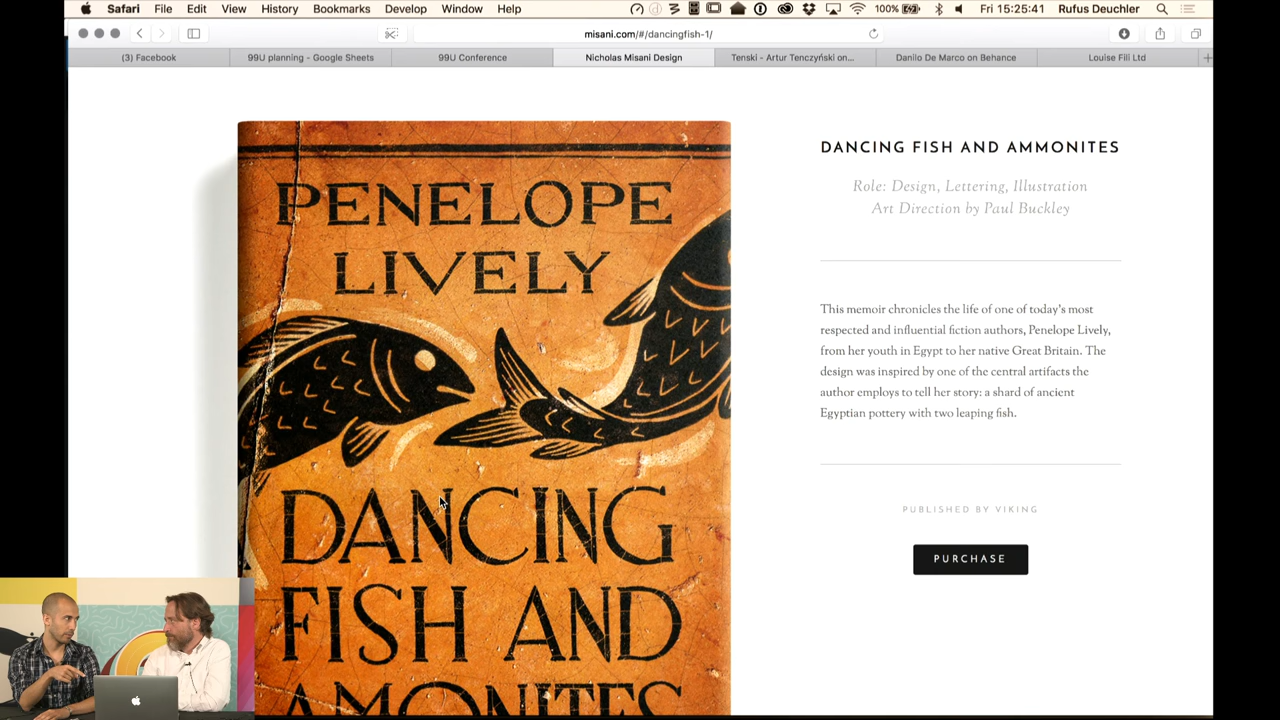 Safari File Edit View History Bookmarks Develop Window Help 100% Fri 15:25:41 Rufus Deuchler
misani.com/#/dancingfish-1/
(3) Facebook 99U planning - Google Sheets 99U Conference Nicholas Misani Design Tenski - Artur Tenczyński on... Danilo De Marco on Behance Louise Fill Ltd
PENELOPE
LIVELY
DANCING
FISH AND
AMONITES
DANCING FISH AND AMMONITES
Role: Design, Lettering, Illustration
Art Direction by Paul Buckley
This memoir chronicles the life of one of today's most
respected and influential fiction authors, Penelope Lively,
from her youth in Egypt to her native Great Britain. The
design was inspired by one of the central artifacts the
author employs to tell her story: a shard of ancient
Egyptian pottery with two leaping fish.
PUBLISHED BY VIKING
PURCHASE